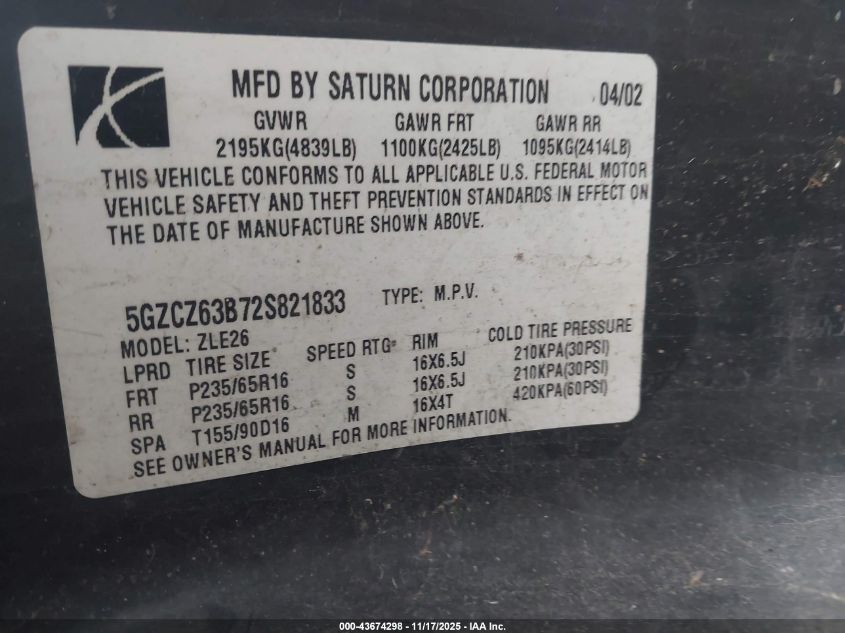 MFD BY SATURN CORPORATION 04/02
GVWR GAWR FRT GAWR RR
2195KG(4839LB) 1100KG(2425LB) 1095KG(2414LB)
THIS VEHICLE CONFORMS TO ALL APPLICABLE U.S. FEDERAL MOTOR
VEHICLE SAFETY AND THEFT PREVENTION STANDARDS IN EFFECT ON
THE DATE OF MANUFACTURE SHOWN ABOVE.
5GZCZ63B72S821833 TYPE: M.P.V.
MODEL: ZLE26
LPRD TIRE SIZE SPEED RTG RIM COLD TIRE PRESSURE
FRT P235/65R16 S 16X6.5J 210KPA(30PSI)
RR P235/65R16 S 16X6.5J 210KPA(30PSI)
SPA T155/90D16 M 16X4T 420KPA(60PSI)
SEE OWNER'S MANUAL FOR MORE INFORMATION.
000-43674298 - 11/17/2025 - IAA Inc.